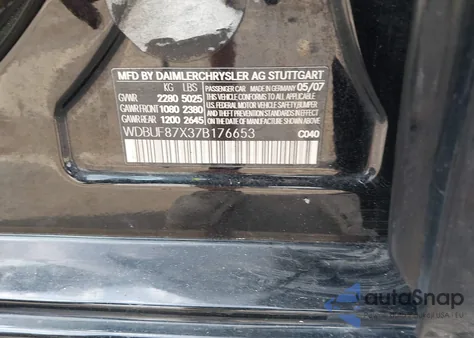 MFD BY DAIMLERCHRYSLER AG STUTTGART
KG LBS PASSENGER CAR MADE IN GERMANY 05/07
GVWR 2280 5025
GAWR FRONT 1080 2380
GAWR REAR 1200 2645
THIS VEHICLE CONFORMS TO ALL APPLICABLE
U.S. FEDERAL MOTOR VEHICLE SAFETY, BUMPER,
AND THEFT PREVENTION STANDARDS IN EFFECT
ON THE DATE OF MANUFACTURE SHOWN ABOVE.
WDBUF87X37B176653 C040
autoSnap